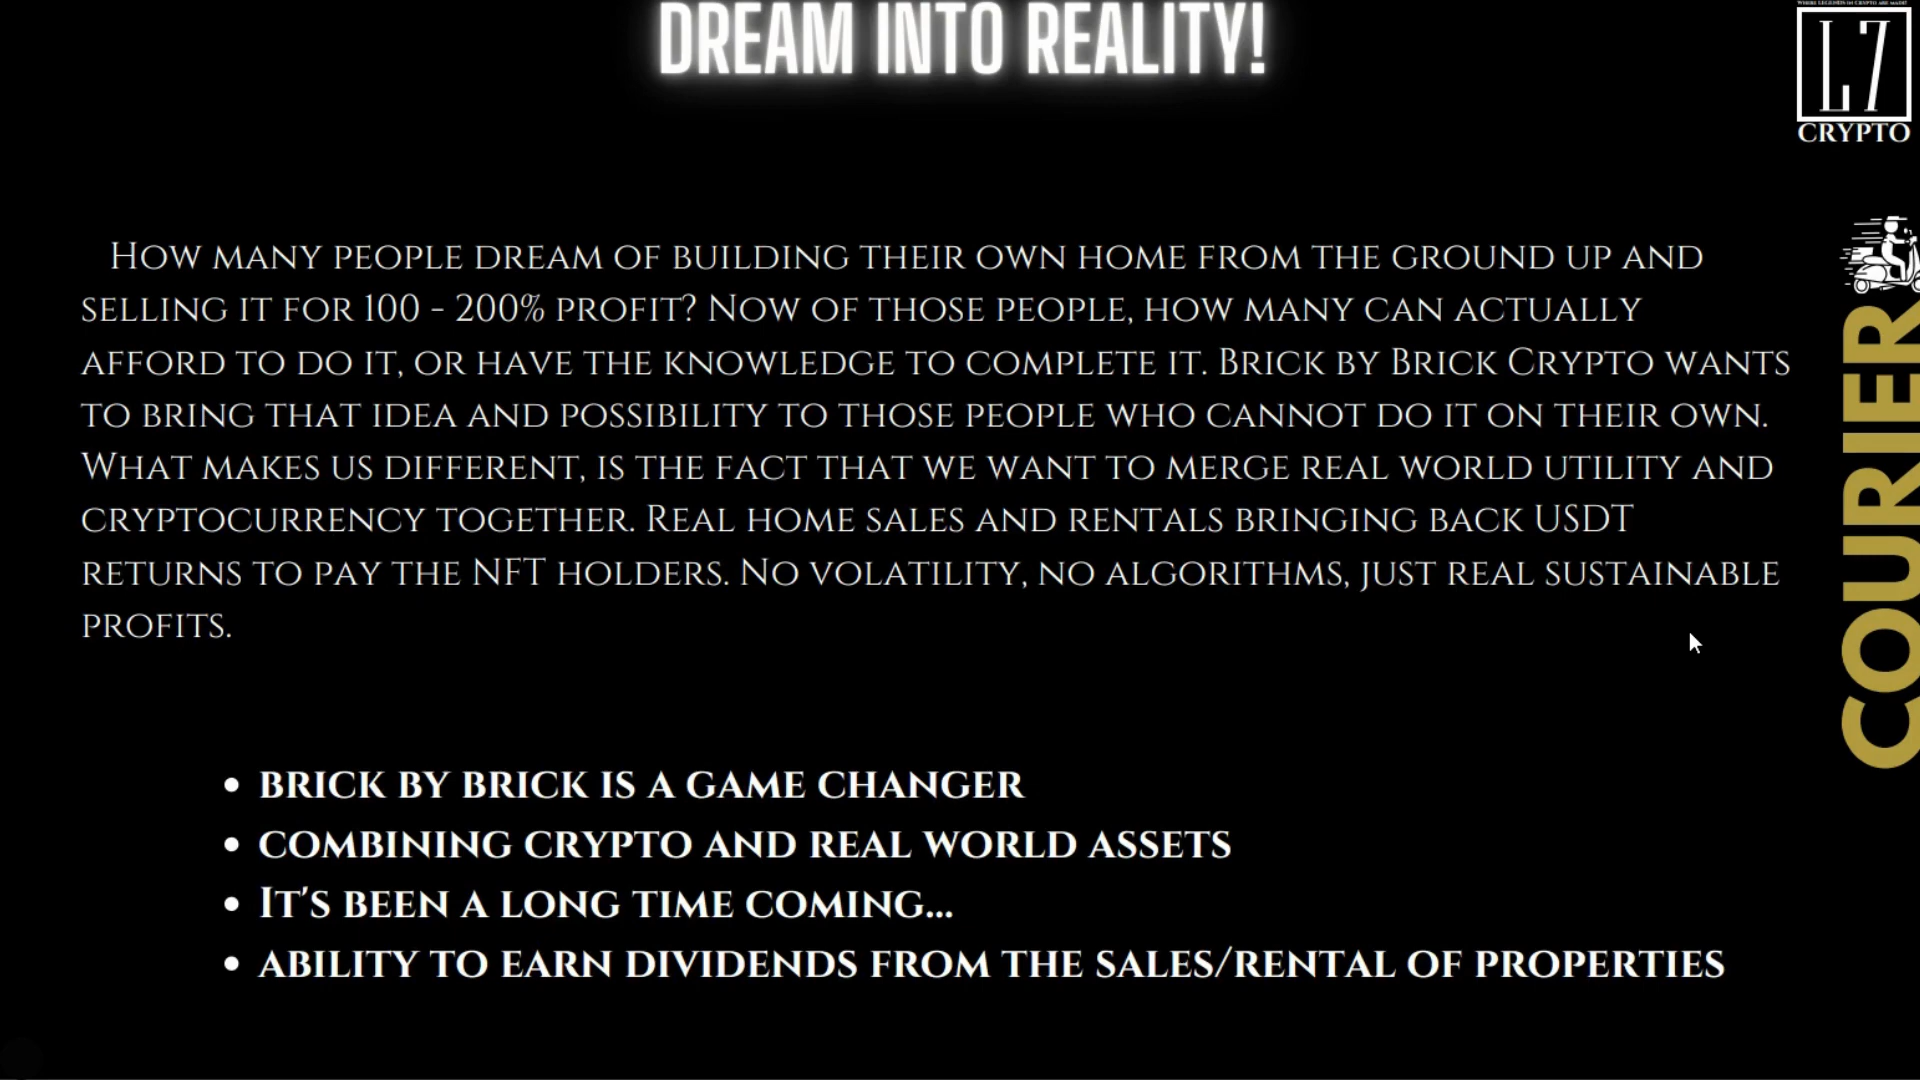 DREAM INTO REALITY!
WHERE LEGENDS IN CRYPTO ARE MADE!
L7
CRYPTO
HOW MANY PEOPLE DREAM OF BUILDING THEIR OWN HOME FROM THE GROUND UP AND
SELLING IT FOR 100 - 200% PROFIT? NOW OF THOSE PEOPLE, HOW MANY CAN ACTUALLY
AFFORD TO DO IT, OR HAVE THE KNOWLEDGE TO COMPLETE IT. BRICK BY BRICK CRYPTO WANTS
TO BRING THAT IDEA AND POSSIBILITY TO THOSE PEOPLE WHO CANNOT DO IT ON THEIR OWN.
WHAT MAKES US DIFFERENT, IS THE FACT THAT WE WANT TO MERGE REAL WORLD UTILITY AND
CRYPTOCURRENCY TOGETHER. REAL HOME SALES AND RENTALS BRINGING BACK USDT
RETURNS TO PAY THE NFT HOLDERS. NO VOLATILITY, NO ALGORITHMS, JUST REAL SUSTAINABLE
PROFITS.
COURIER
• BRICK BY BRICK IS A GAME CHANGER
• COMBINING CRYPTO AND REAL WORLD ASSETS
• IT'S BEEN A LONG TIME COMING...
• ABILITY TO EARN DIVIDENDS FROM THE SALES/RENTAL OF PROPERTIES